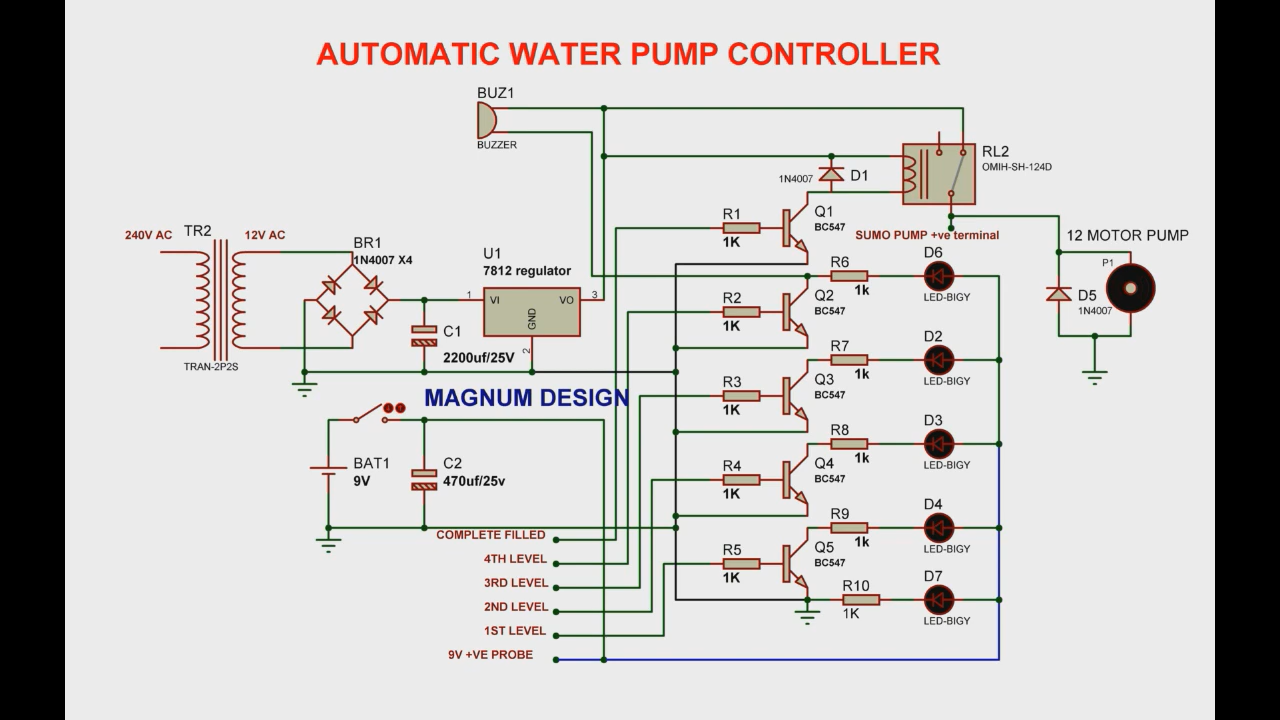 AUTOMATIC WATER PUMP CONTROLLER
BUZ1
BUZZER
RL2
OMIH-SH-124D
1N4007
D1
R1
1K
Q1
BC547
SUMO PUMP +ve terminal
12 MOTOR PUMP
240V AC
TR2
12V AC
TRAN-2P2S
BR1
1N4007 X4
U1
7812 regulator
1
VI
VO
3
GND
2
C1
2200uf/25V
R6
1k
D6
LED-BIGY
P1
D5
1N4007
R2
1K
Q2
BC547
R7
1k
D2
LED-BIGY
MAGNUM DESIGN
R3
1K
Q3
BC547
R8
1k
D3
LED-BIGY
BAT1
9V
C2
470uf/25v
R4
1K
Q4
BC547
R9
1k
D4
LED-BIGY
R5
1K
Q5
BC547
R10
1K
D7
LED-BIGY
COMPLETE FILLED
4TH LEVEL
3RD LEVEL
2ND LEVEL
1ST LEVEL
9V +VE PROBE